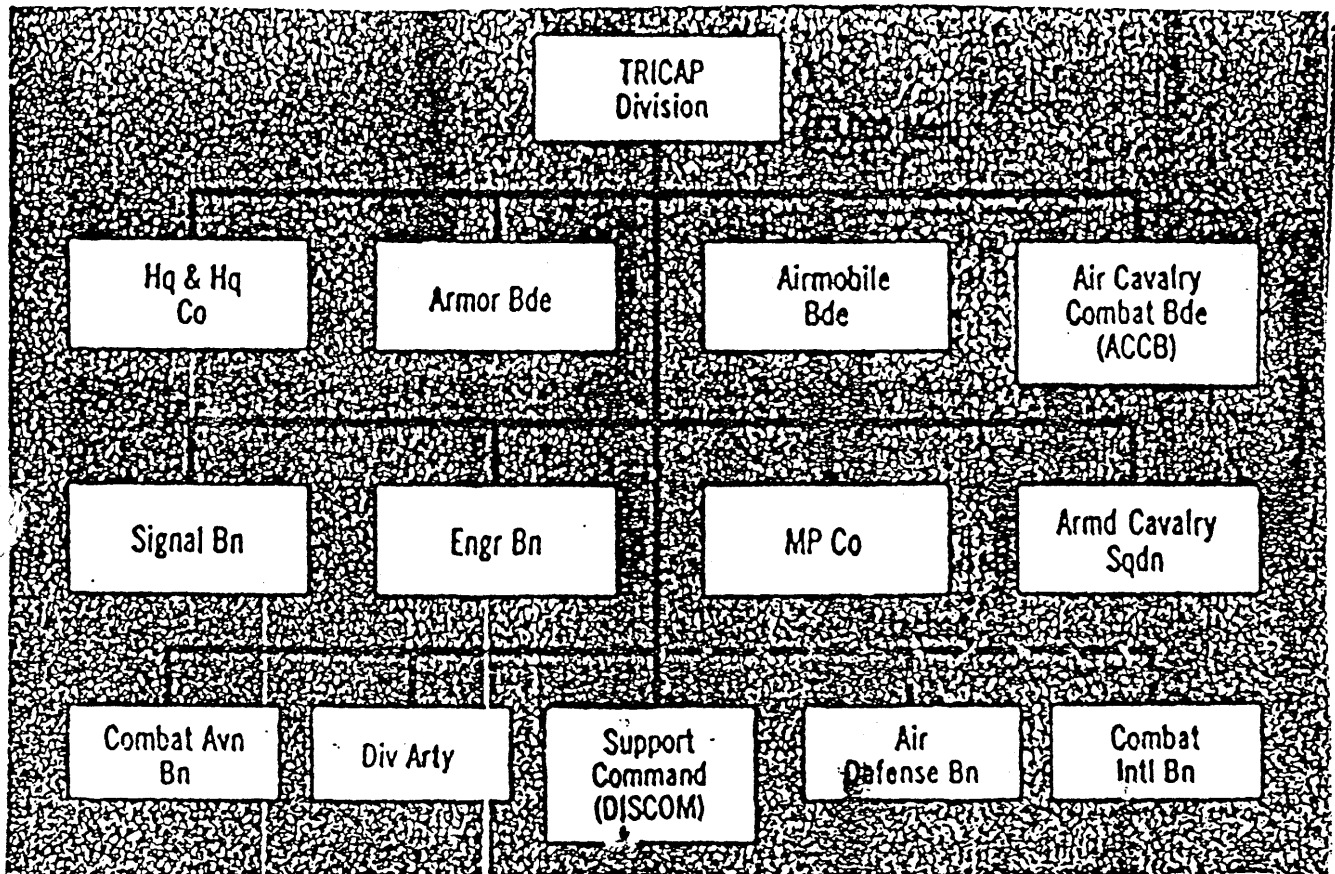 TRICAP
Division
Hq & Hq
Co
Armor Bde
Airmobile
Bde
Air Cavalry
Combat Bde
(ACCB)
Signal Bn
Engr Bn
MP Co
Armd Cavalry
Sqdn
Combat Avn
Bn
Div Arty
Support
Command
(DISCOM)
Air
Defense Bn
Combat
Intl Bn